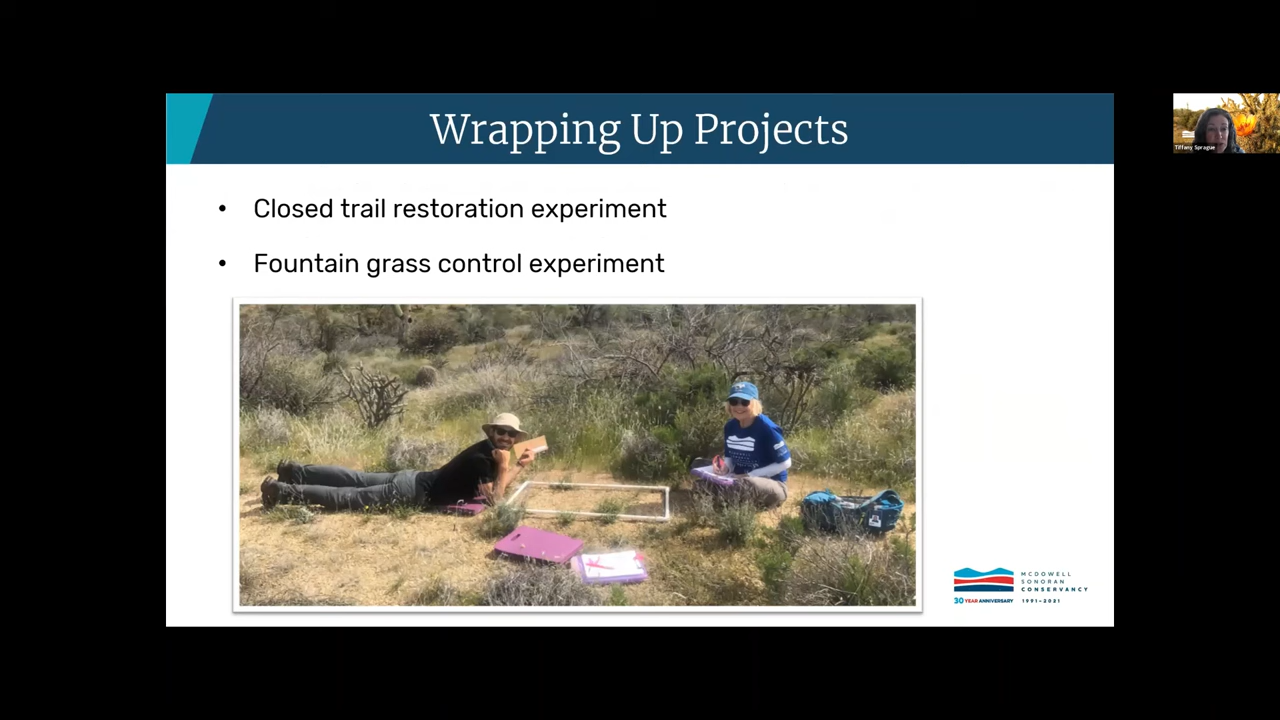 Wrapping Up Projects
• Closed trail restoration experiment
• Fountain grass control experiment
MCDOWELL
SONORAN
CONSERVANCY
30 YEAR ANNIVERSARY 1991-2021
Tiffany Sprague